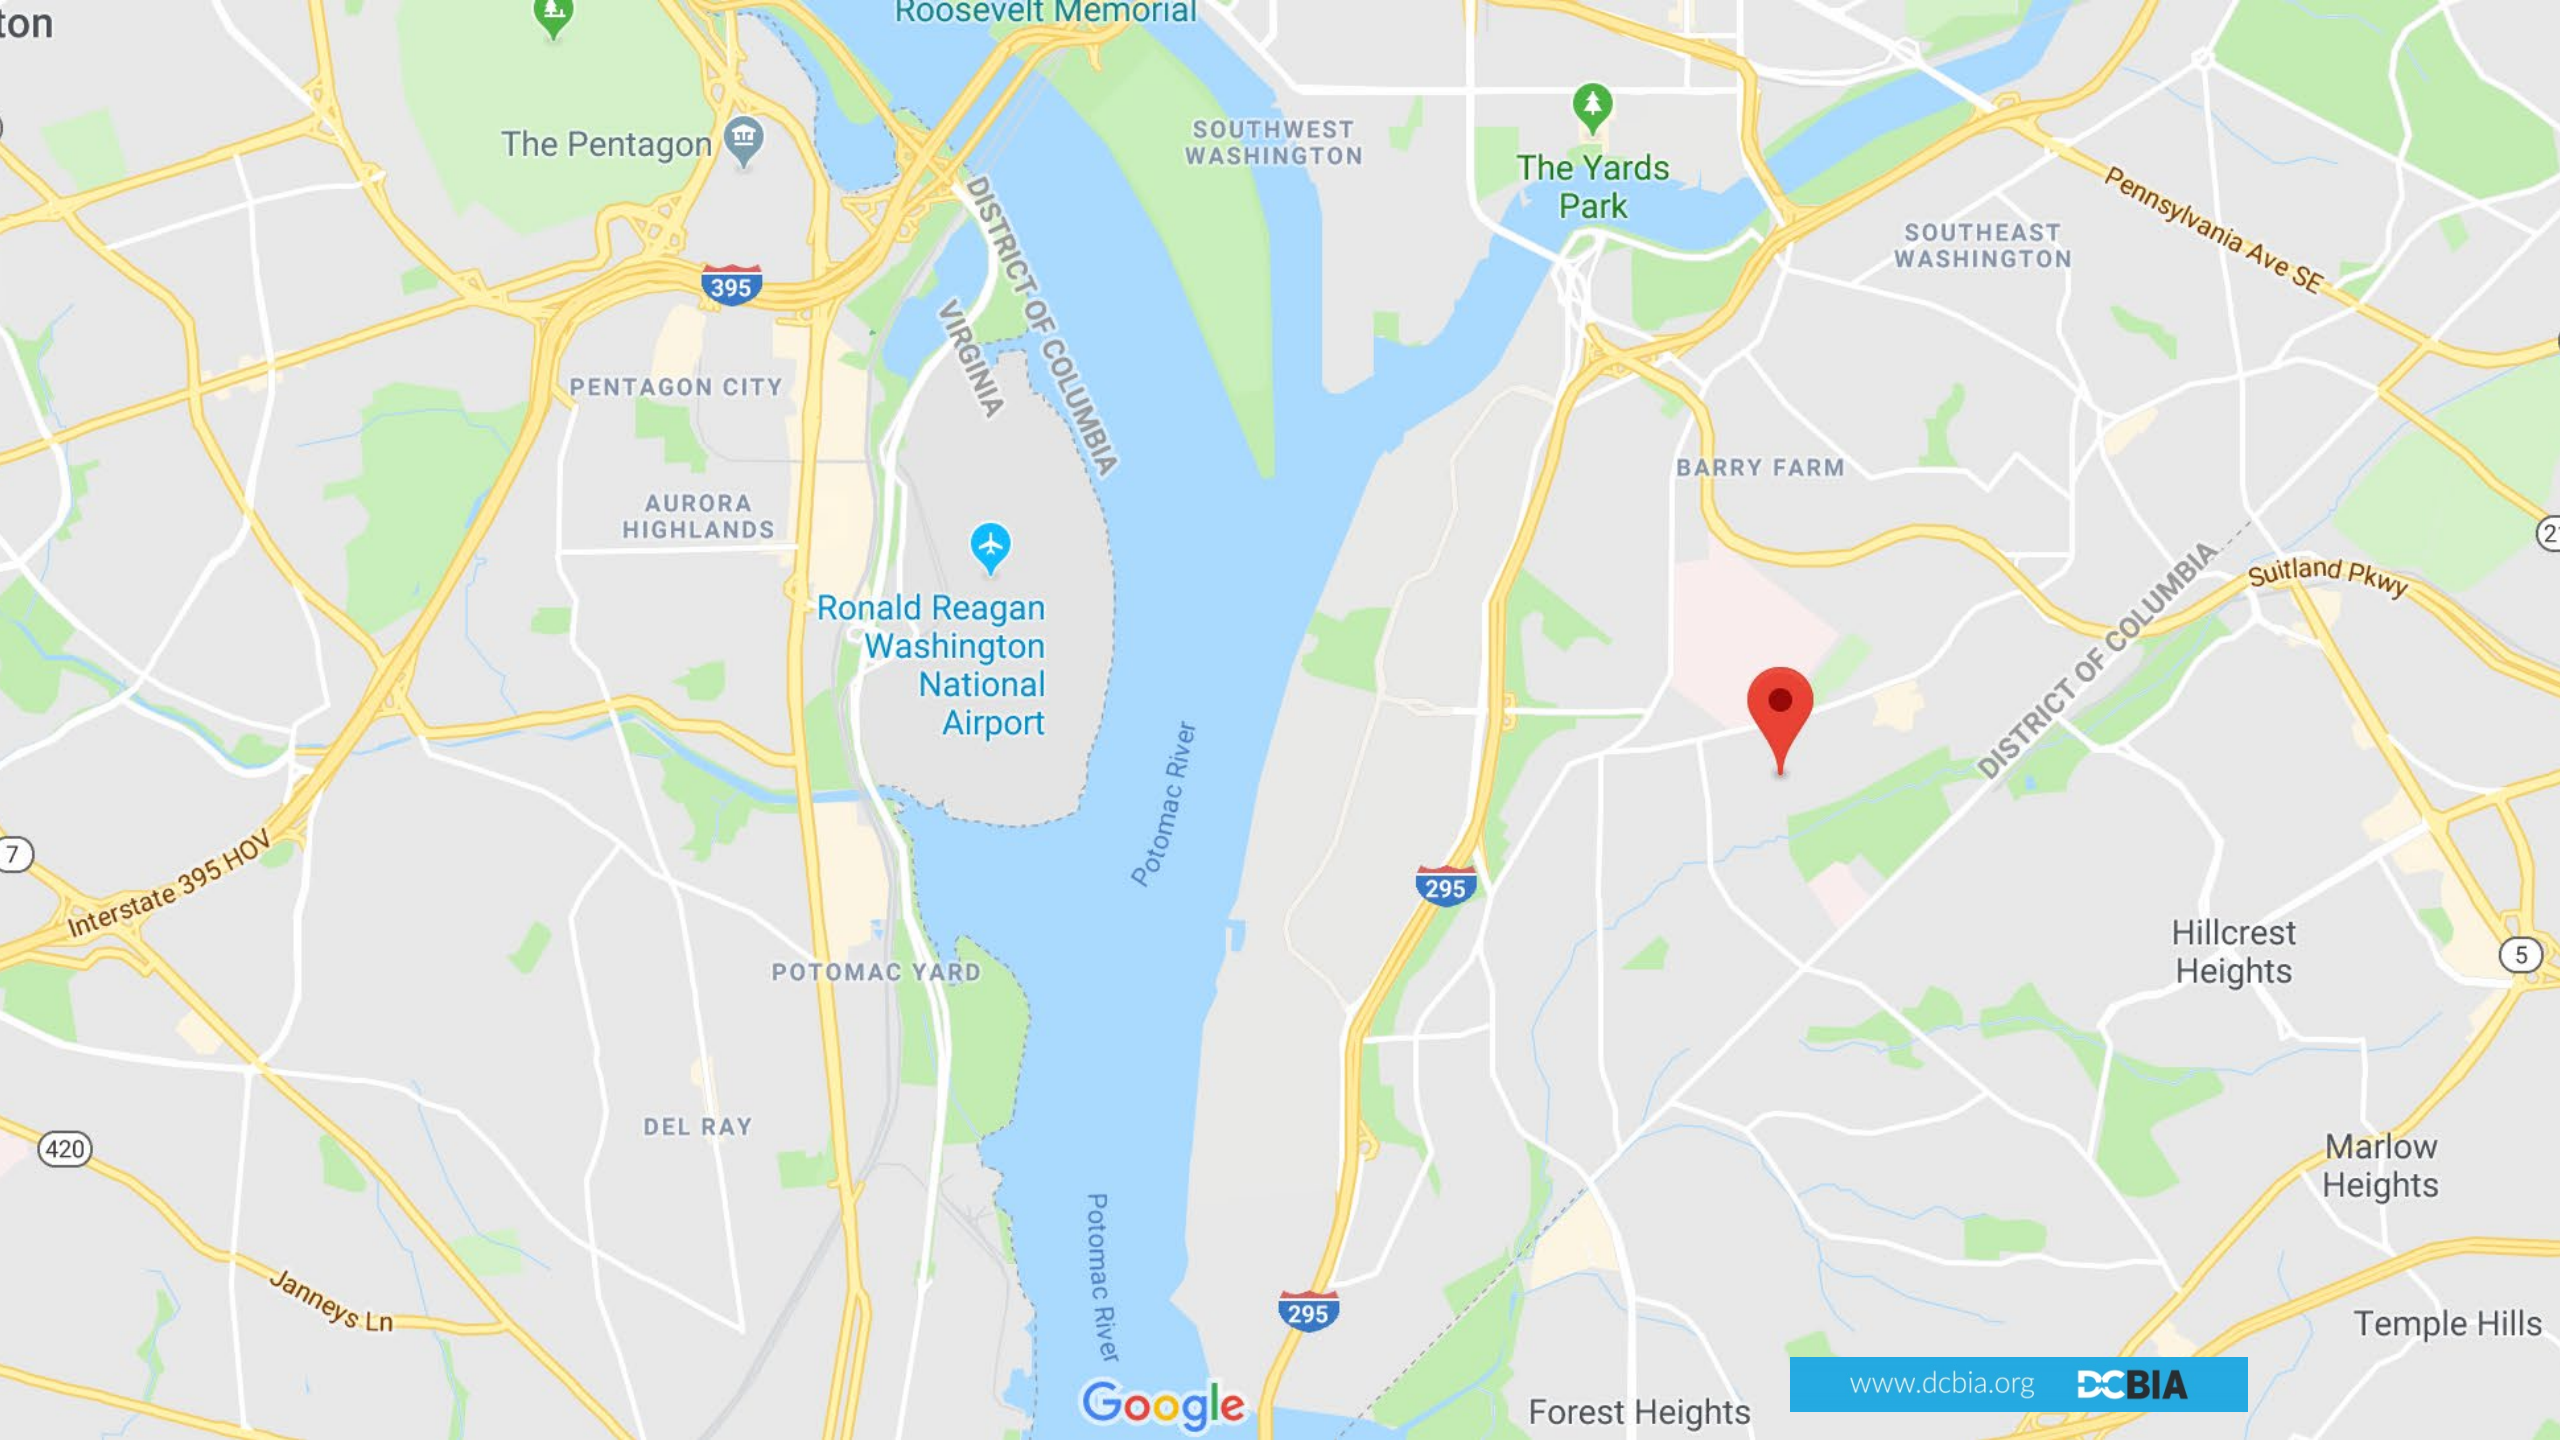 ton
Roosevelt Memorial
The Pentagon
SOUTHWEST
WASHINGTON
The Yards
Park
Pennsylvania Ave SE
SOUTHEAST
WASHINGTON
DISTRICT OF COLUMBIA
VIRGINIA
395
PENTAGON CITY
AURORA
HIGHLANDS
BARRY FARM
21
Ronald Reagan
Washington
National
Airport
Suitland Pkwy
DISTRICT OF COLUMBIA
Potomac River
7
Interstate 395 HOV
295
POTOMAC YARD
Hillcrest
Heights
5
DEL RAY
420
Marlow
Heights
Potomac River
Janneys Ln
295
Temple Hills
Google
Forest Heights
www.dcbia.org
DCBIA